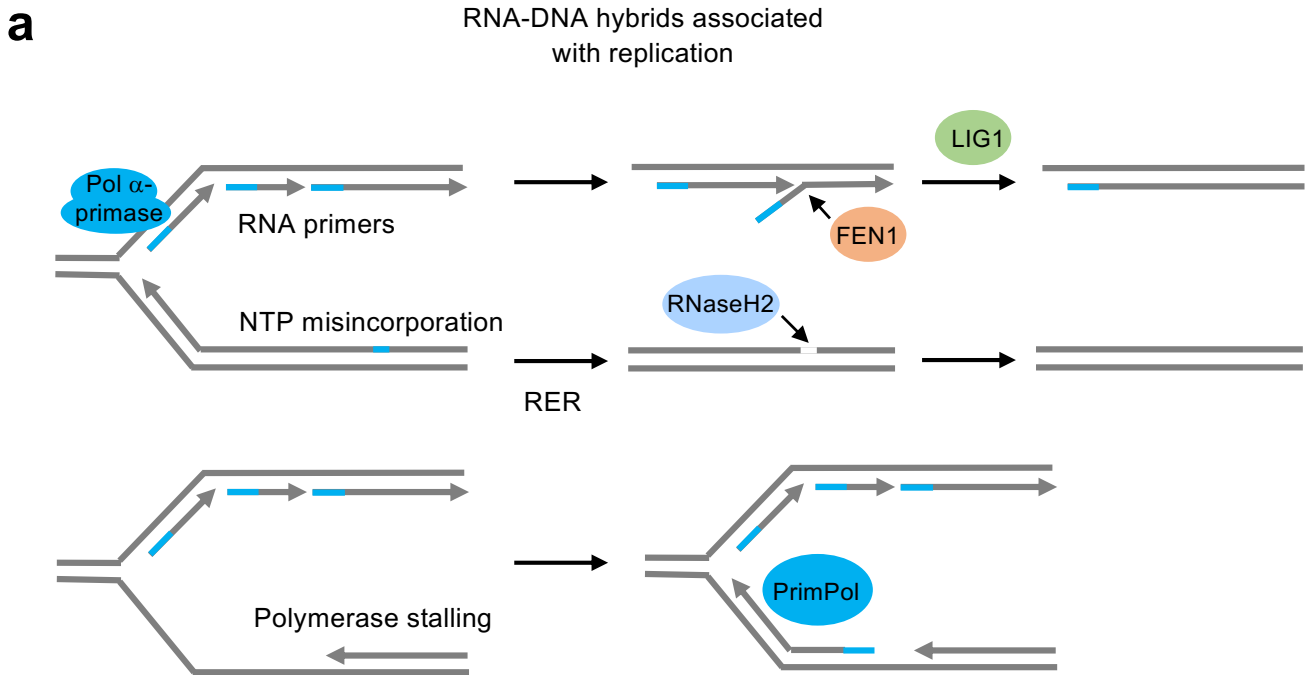 a
RNA-DNA hybrids associated
with replication
Pol α-
primase
RNA primers
LIG1
FEN1
NTP misincorporation
RNaseH2
RER
Polymerase stalling
PrimPol